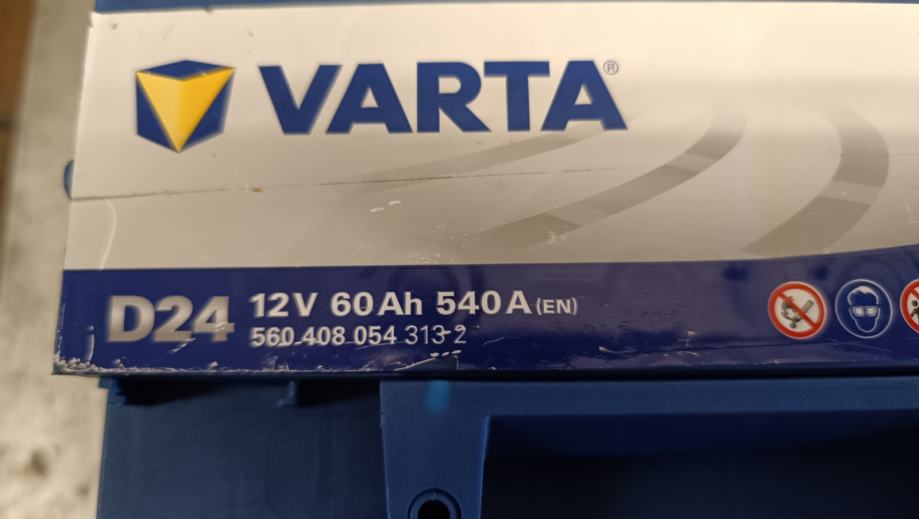 VARTA®
D24 12V 60Ah 540A (EN)
560 408 054 313 2